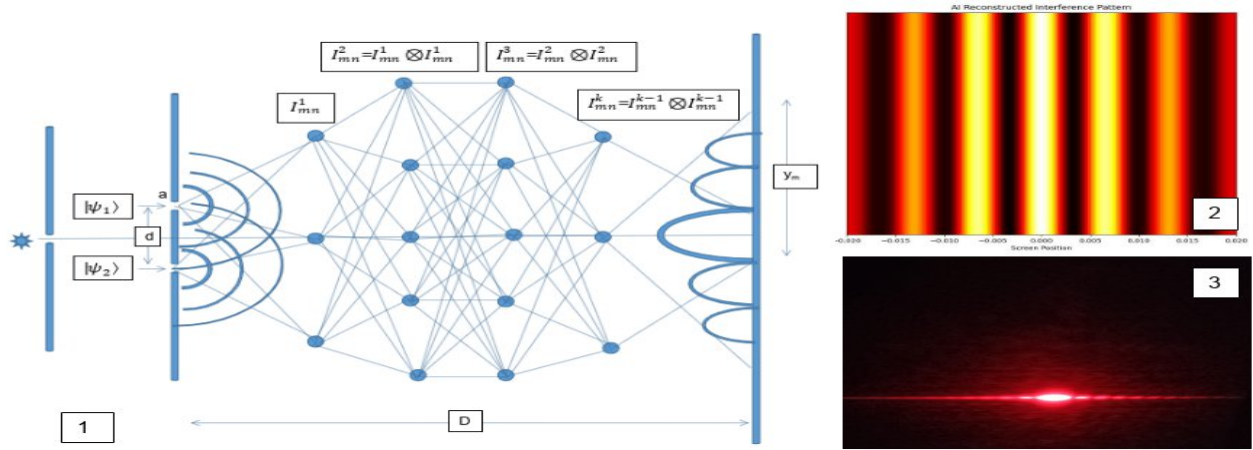 I²ₘₙ=I¹ₘₙ ⊗ I¹ₘₙ
I³ₘₙ=I²ₘₙ ⊗ I²ₘₙ
I¹ₘₙ
Iᵏₘₙ=Iᵏ⁻¹ₘₙ ⊗ Iᵏ⁻¹ₘₙ
a
|ψ₁⟩
d
|ψ₂⟩
yₘ
D
1
AI Reconstructed Interference Pattern
2
-0.020 -0.015 -0.010 -0.005 0.000 0.005 0.010 0.015 0.020
Screen Position
3